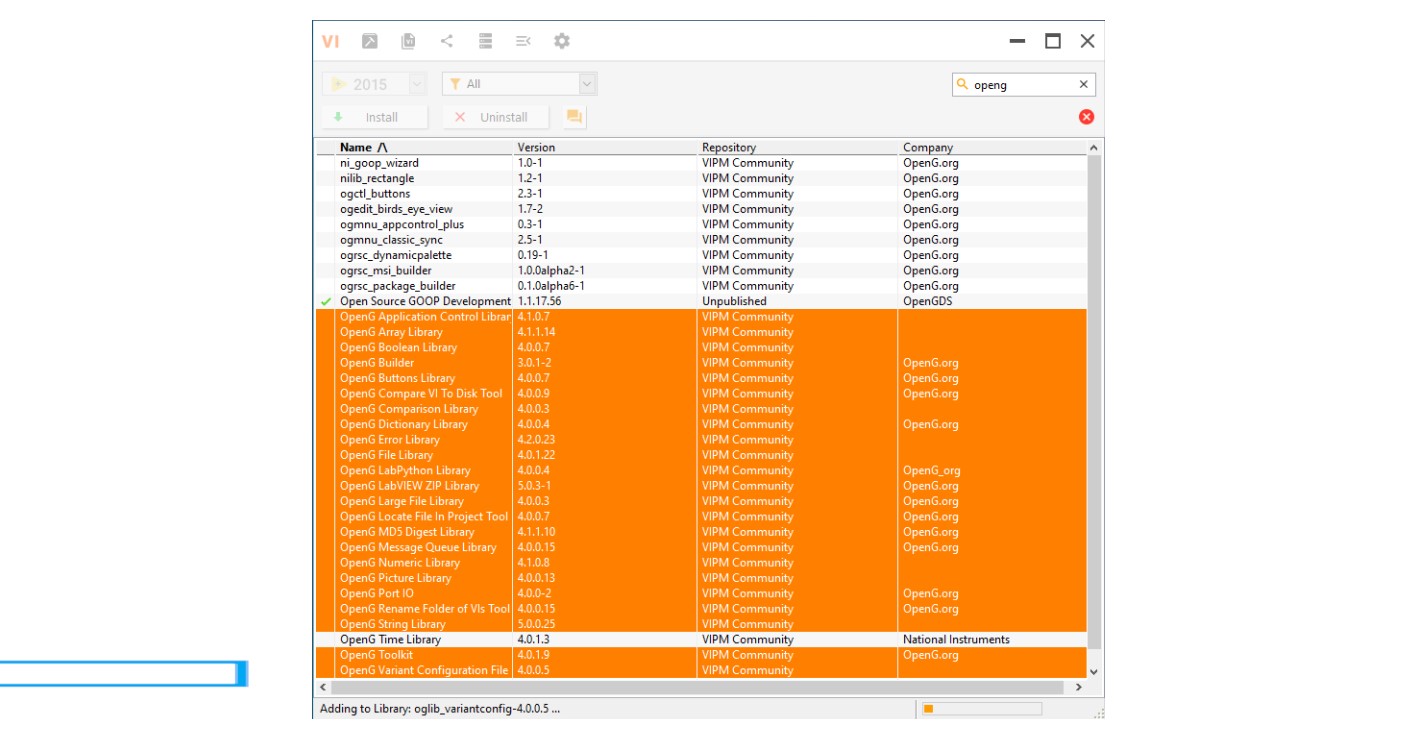 VI
2015 All openg
Install Uninstall
Name /\ Version Repository Company
ni_goop_wizard 1.0-1 VIPM Community OpenG.org
nilib_rectangle 1.2-1 VIPM Community OpenG.org
ogctl_buttons 2.3-1 VIPM Community OpenG.org
ogedit_birds_eye_view 1.7-2 VIPM Community OpenG.org
ogmnu_appcontrol_plus 0.3-1 VIPM Community OpenG.org
ogmnu_classic_sync 2.5-1 VIPM Community OpenG.org
ogrsc_dynamicpalette 0.19-1 VIPM Community OpenG.org
ogrsc_msi_builder 1.0.0alpha2-1 VIPM Community OpenG.org
ogrsc_package_builder 0.1.0alpha6-1 VIPM Community OpenG.org
Open Source GOOP Development 1.1.17.56 Unpublished OpenGDS
OpenG Application Control Librar 4.1.0.7 VIPM Community
OpenG Array Library 4.1.1.14 VIPM Community
OpenG Boolean Library 4.0.0.7 VIPM Community
OpenG Builder 3.0.1-2 VIPM Community OpenG.org
OpenG Buttons Library 4.0.0.7 VIPM Community OpenG.org
OpenG Compare VI To Disk Tool 4.0.0.9 VIPM Community OpenG.org
OpenG Comparison Library 4.0.0.3 VIPM Community
OpenG Dictionary Library 4.0.0.4 VIPM Community OpenG.org
OpenG Error Library 4.2.0.23 VIPM Community
OpenG File Library 4.0.1.22 VIPM Community
OpenG LabPython Library 4.0.0.4 VIPM Community OpenG_org
OpenG LabVIEW ZIP Library 5.0.3-1 VIPM Community OpenG.org
OpenG Large File Library 4.0.0.3 VIPM Community OpenG.org
OpenG Locate File In Project Tool 4.0.0.7 VIPM Community OpenG.org
OpenG MD5 Digest Library 4.1.1.10 VIPM Community OpenG.org
OpenG Message Queue Library 4.0.0.15 VIPM Community OpenG.org
OpenG Numeric Library 4.1.0.8 VIPM Community
OpenG Picture Library 4.0.0.13 VIPM Community
OpenG Port IO 4.0.0-2 VIPM Community OpenG.org
OpenG Rename Folder of VIs Tool 4.0.0.15 VIPM Community OpenG.org
OpenG String Library 5.0.0.25 VIPM Community
OpenG Time Library 4.0.1.3 VIPM Community National Instruments
OpenG Toolkit 4.0.1.9 VIPM Community OpenG.org
OpenG Variant Configuration File 4.0.0.5 VIPM Community
Adding to Library: oglib_variantconfig-4.0.0.5 ...